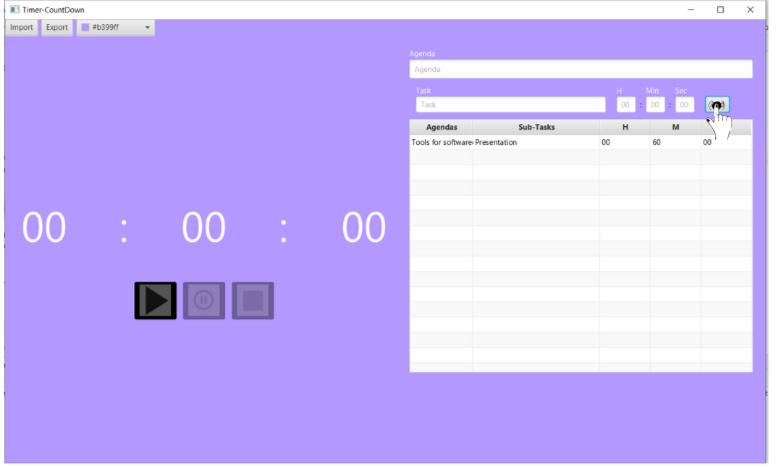 Timer-CountDown
Import Export #b399ff
Agenda
Agenda
Task H Min Sec
Task 00 : 00 : 00
Agendas Sub-Tasks H M
Tools for software Presentation 00 60 00
00 : 00 : 00